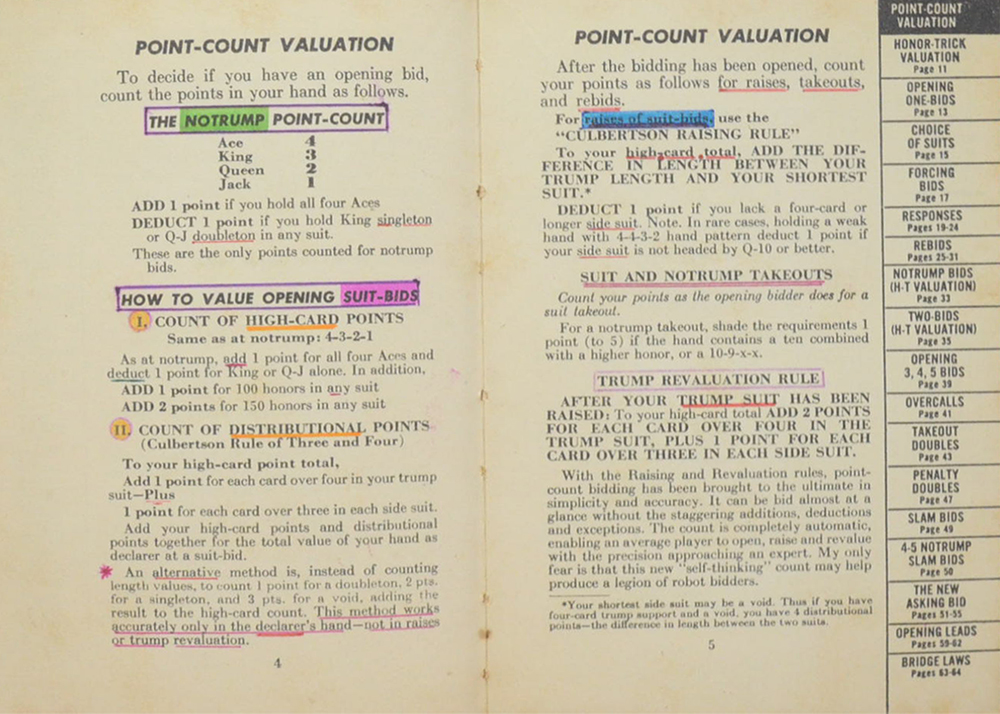 POINT-COUNT VALUATION
To decide if you have an opening bid,
count the points in your hand as follows.
THE NOTRUMP POINT-COUNT
Ace 4
King 3
Queen 2
Jack 1
ADD 1 point if you hold all four Aces
DEDUCT 1 point if you hold King singleton
or Q-J doubleton in any suit.
These are the only points counted for notrump
bids.
HOW TO VALUE OPENING SUIT-BIDS
I. COUNT OF HIGH-CARD POINTS
Same as at notrump: 4-3-2-1
As at notrump, add 1 point for all four Aces and
deduct 1 point for King or Q-J alone. In addition,
ADD 1 point for 100 honors in any suit
ADD 2 points for 150 honors in any suit
II. COUNT OF DISTRIBUTIONAL POINTS
(Culbertson Rule of Three and Four)
To your high-card point total,
Add 1 point for each card over four in your trump
suit—Plus
1 point for each card over three in each side suit.
Add your high-card points and distributional
points together for the total value of your hand as
declarer at a suit-bid.
* An alternative method is, instead of counting
length values, to count 1 point for a doubleton, 2 pts.
for a singleton, and 3 pts. for a void, adding the
result to the high-card count. This method works
accurately only in the declarer's hand—not in raises
or trump revaluation.
4
POINT-COUNT VALUATION
After the bidding has been opened, count
your points as follows for raises, takeouts,
and rebids.
For raises of suit-bids, use the
“CULBERTSON RAISING RULE”
To your high-card total, ADD THE DIF-
FERENCE IN LENGTH BETWEEN YOUR
TRUMP LENGTH AND YOUR SHORTEST
SUIT.*
DEDUCT 1 point if you lack a four-card or
longer side suit. Note. In rare cases, holding a weak
hand with 4-4-3-2 hand pattern deduct 1 point if
your side suit is not headed by Q-10 or better.
SUIT AND NOTRUMP TAKEOUTS
Count your points as the opening bidder does for a
suit takeout.
For a notrump takeout, shade the requirements 1
point (to 5) if the hand contains a ten combined
with a higher honor, or a 10-9-x-x.
TRUMP REVALUATION RULE
AFTER YOUR TRUMP SUIT HAS BEEN
RAISED: To your high-card total ADD 2 POINTS
FOR EACH CARD OVER FOUR IN THE
TRUMP SUIT, PLUS 1 POINT FOR EACH
CARD OVER THREE IN EACH SIDE SUIT.
With the Raising and Revaluation rules, point-
count bidding has been brought to the ultimate in
simplicity and accuracy. It can be bid almost at a
glance without the staggering additions, deductions
and exceptions. The count is completely automatic,
enabling an average player to open, raise and revalue
with the precision approaching an expert. My only
fear is that this new “self-thinking” count may help
produce a legion of robot bidders.
*Your shortest side suit may be a void. Thus if you have
four-card trump support and a void, you have 4 distributional
points—the difference in length between the two suits.
5
POINT-COUNT
VALUATION
HONOR-TRICK
VALUATION
Page 11
OPENING
ONE-BIDS
Page 13
CHOICE
OF SUITS
Page 15
FORCING
BIDS
Page 17
RESPONSES
Pages 19-24
REBIDS
Pages 25-31
NOTRUMP BIDS
(H-T VALUATION)
Page 33
TWO-BIDS
(H-T VALUATION)
Page 35
OPENING
3, 4, 5 BIDS
Page 39
OVERCALLS
Page 41
TAKEOUT
DOUBLES
Page 43
PENALTY
DOUBLES
Page 47
SLAM BIDS
Page 49
4-5 NOTRUMP
SLAM BIDS
Page 50
THE NEW
ASKING BID
Pages 51-55
OPENING LEADS
Pages 59-62
BRIDGE LAWS
Pages 63-64